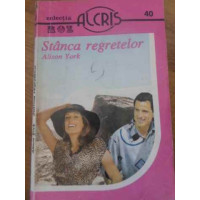 colecția
ALCRIS
40
Stânca regretelor
Alison York